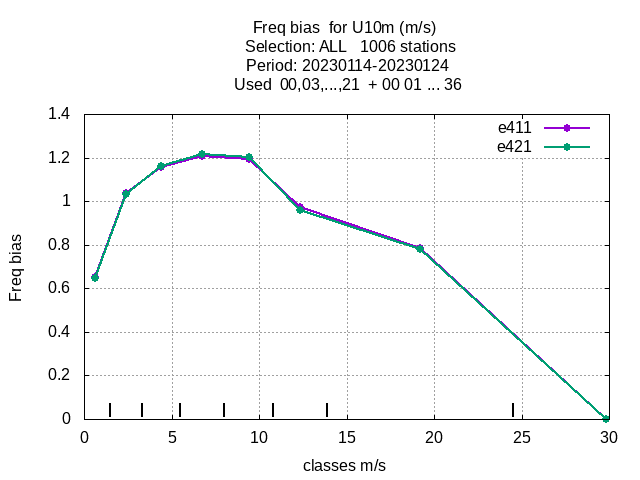 Freq bias  for U10m (m/s)
Selection: ALL   1006 stations
Period: 20230114-20230124
Used  00,03,...,21  + 00 01 ... 36
1.4
1.2
1
0.8
0.6
0.4
0.2
0
Freq bias
e411
e421
0 5 10 15 20 25 30
classes m/s